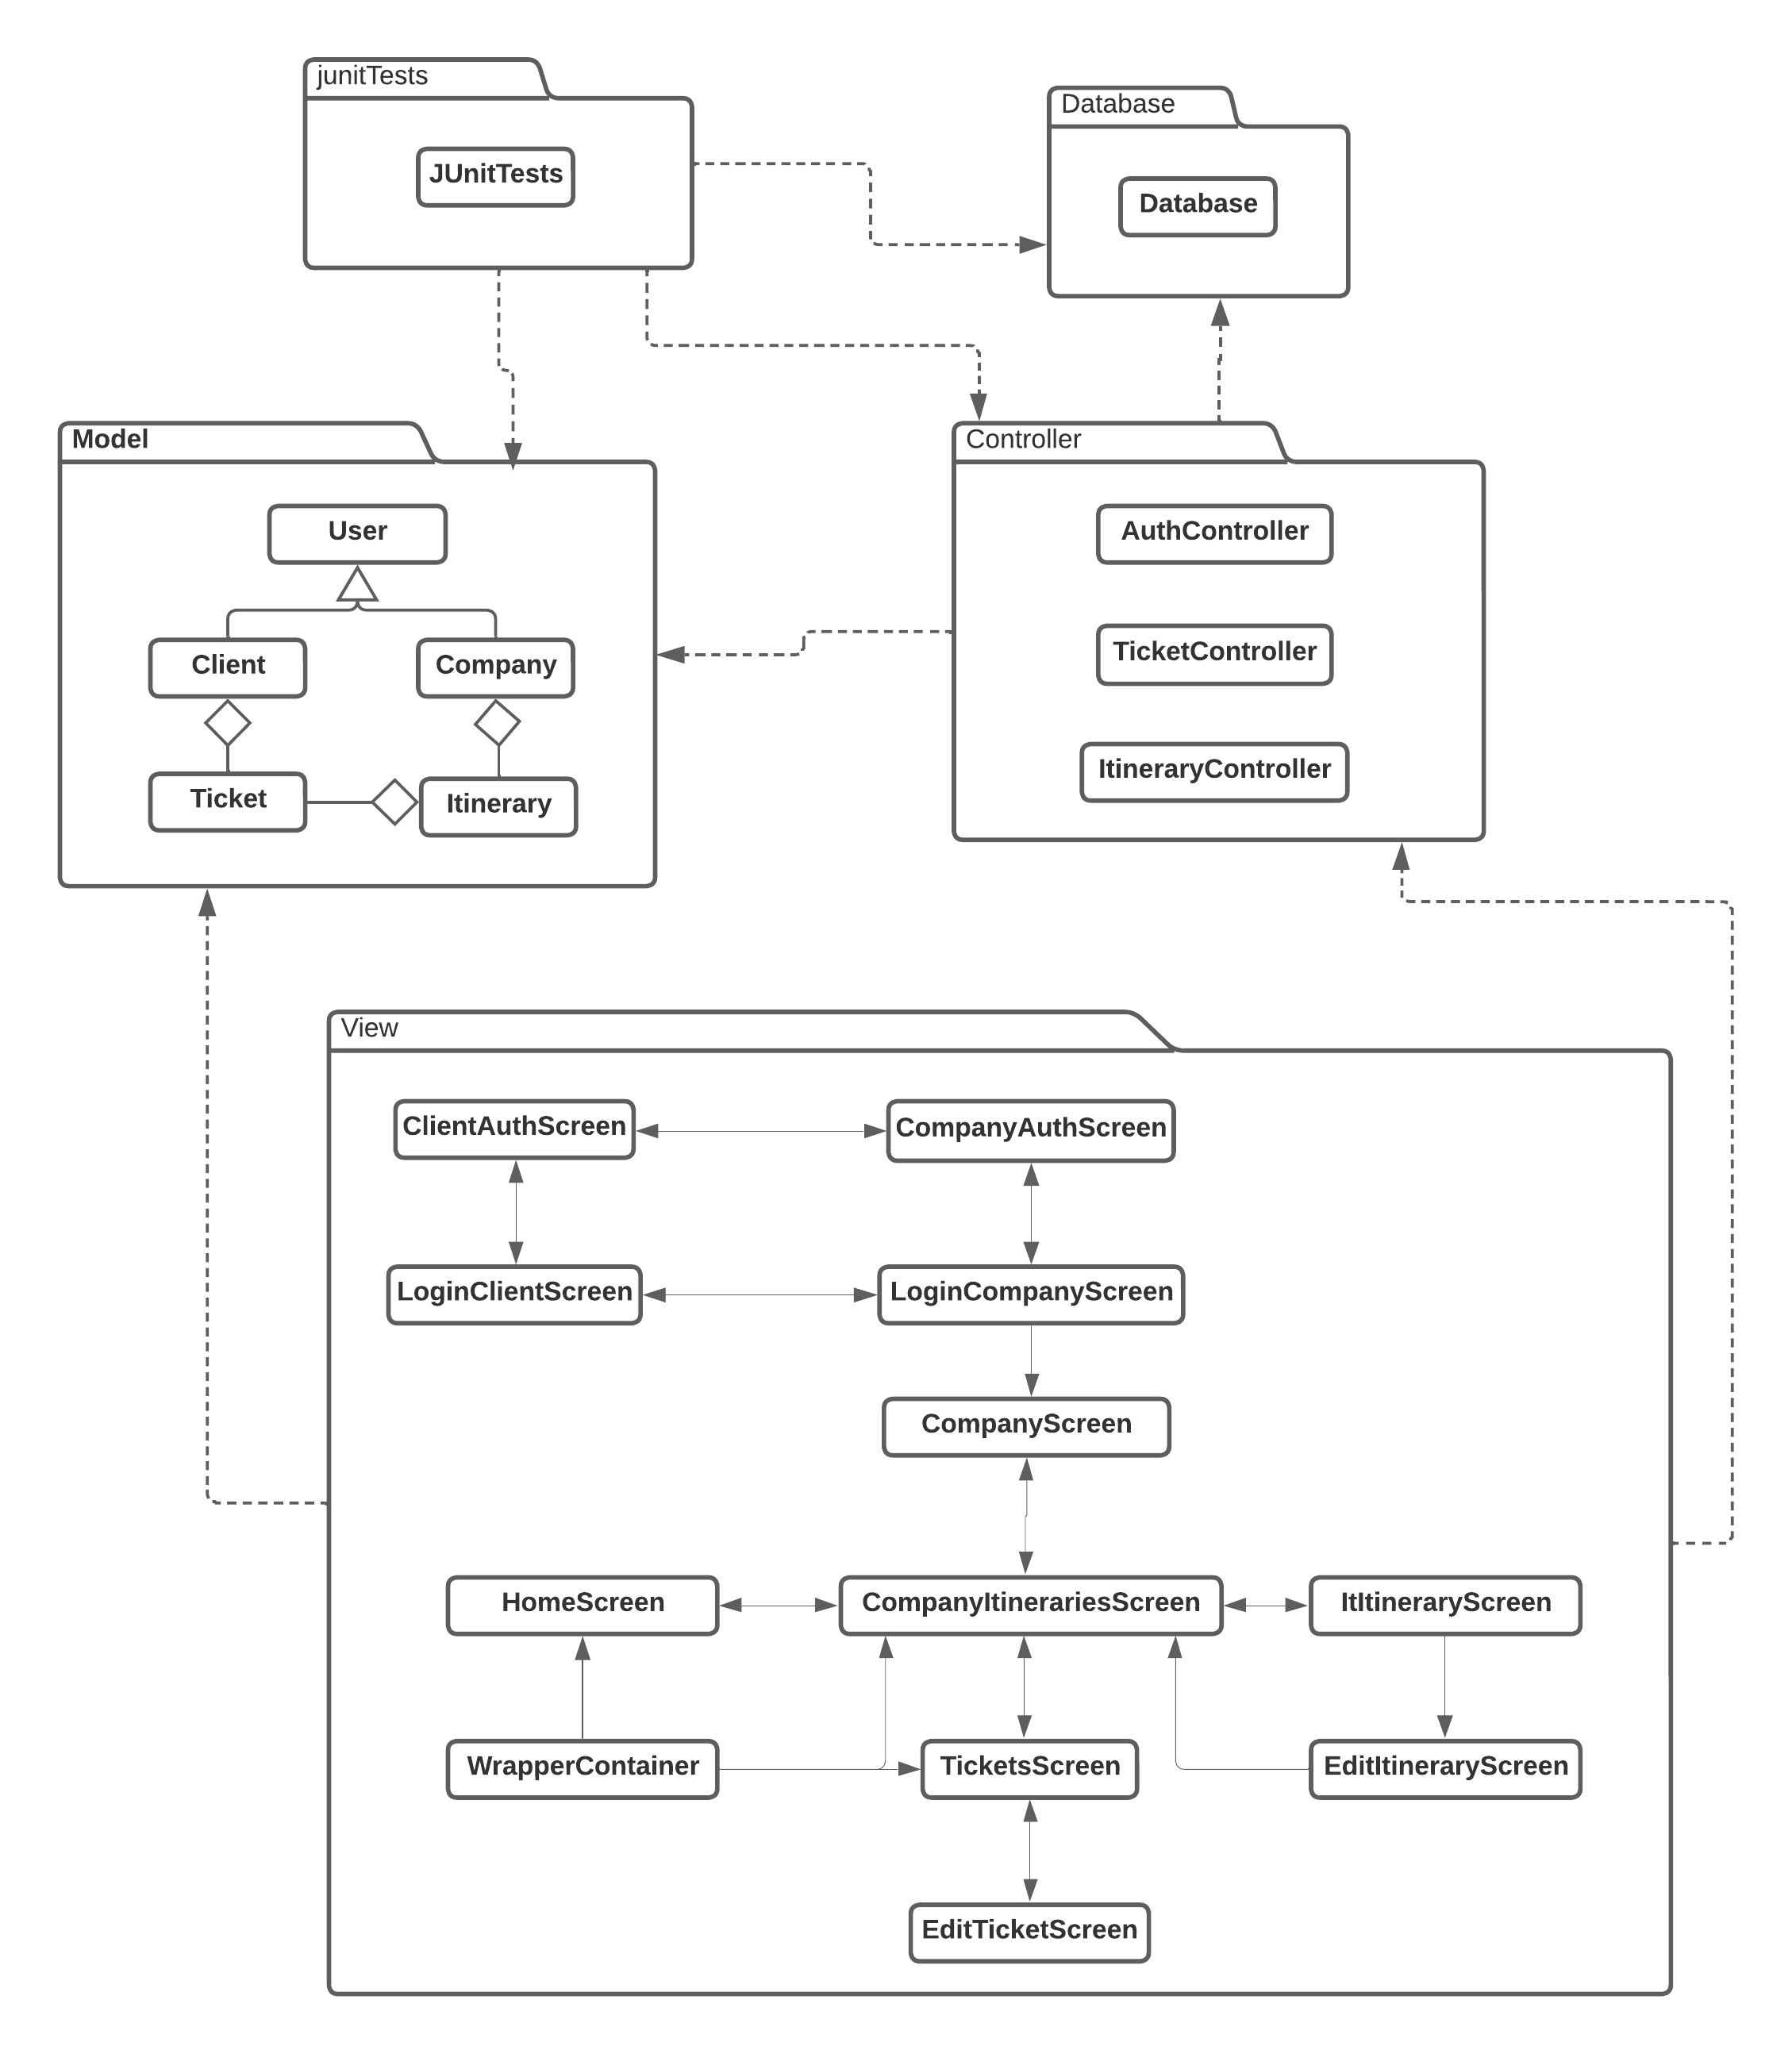 junitTests
JUnitTests
Database
Database
Model
User
Client
Company
Ticket
Itinerary
Controller
AuthController
TicketController
ItineraryController
View
ClientAuthScreen
CompanyAuthScreen
LoginClientScreen
LoginCompanyScreen
CompanyScreen
HomeScreen
CompanyItinerariesScreen
ItItineraryScreen
WrapperContainer
TicketsScreen
EditItineraryScreen
EditTicketScreen